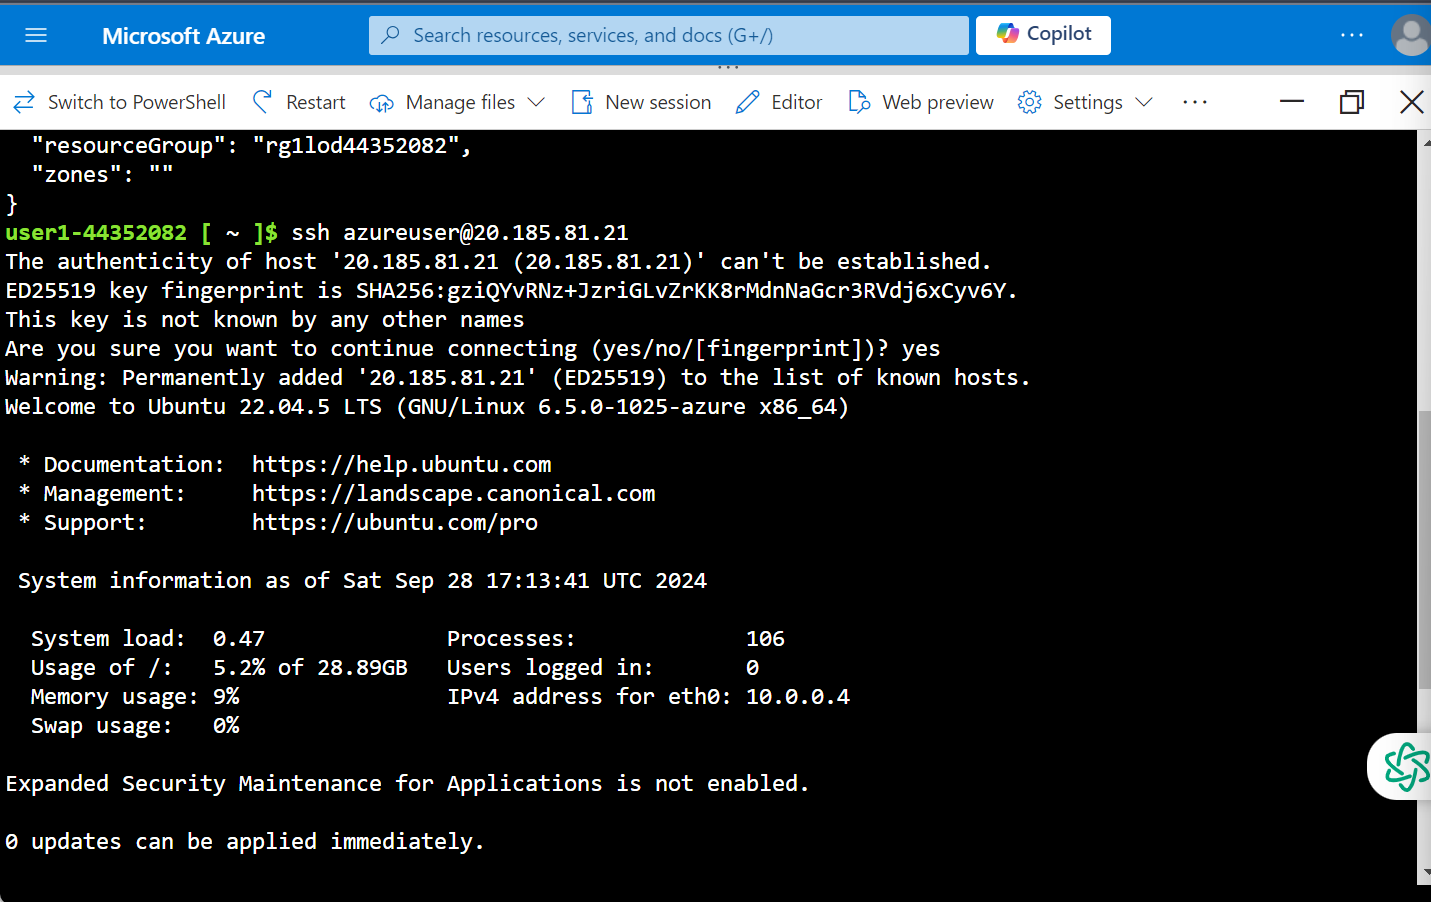 Microsoft Azure
Search resources, services, and docs (G+/)
Copilot
Switch to PowerShell Restart Manage files New session Editor Web preview Settings
"resourceGroup": "rg1lod44352082",
"zones": ""
}
user1-44352082 [ ~ ]$ ssh azureuser@20.185.81.21
The authenticity of host '20.185.81.21 (20.185.81.21)' can't be established.
ED25519 key fingerprint is SHA256:gziQYvRNz+JzriGLvZrKK8rMdnNaGcr3RVdj6xCyv6Y.
This key is not known by any other names
Are you sure you want to continue connecting (yes/no/[fingerprint])? yes
Warning: Permanently added '20.185.81.21' (ED25519) to the list of known hosts.
Welcome to Ubuntu 22.04.5 LTS (GNU/Linux 6.5.0-1025-azure x86_64)
* Documentation: https://help.ubuntu.com
* Management: https://landscape.canonical.com
* Support: https://ubuntu.com/pro
System information as of Sat Sep 28 17:13:41 UTC 2024
System load: 0.47 Processes: 106
Usage of /: 5.2% of 28.89GB Users logged in: 0
Memory usage: 9% IPv4 address for eth0: 10.0.0.4
Swap usage: 0%
Expanded Security Maintenance for Applications is not enabled.
0 updates can be applied immediately.